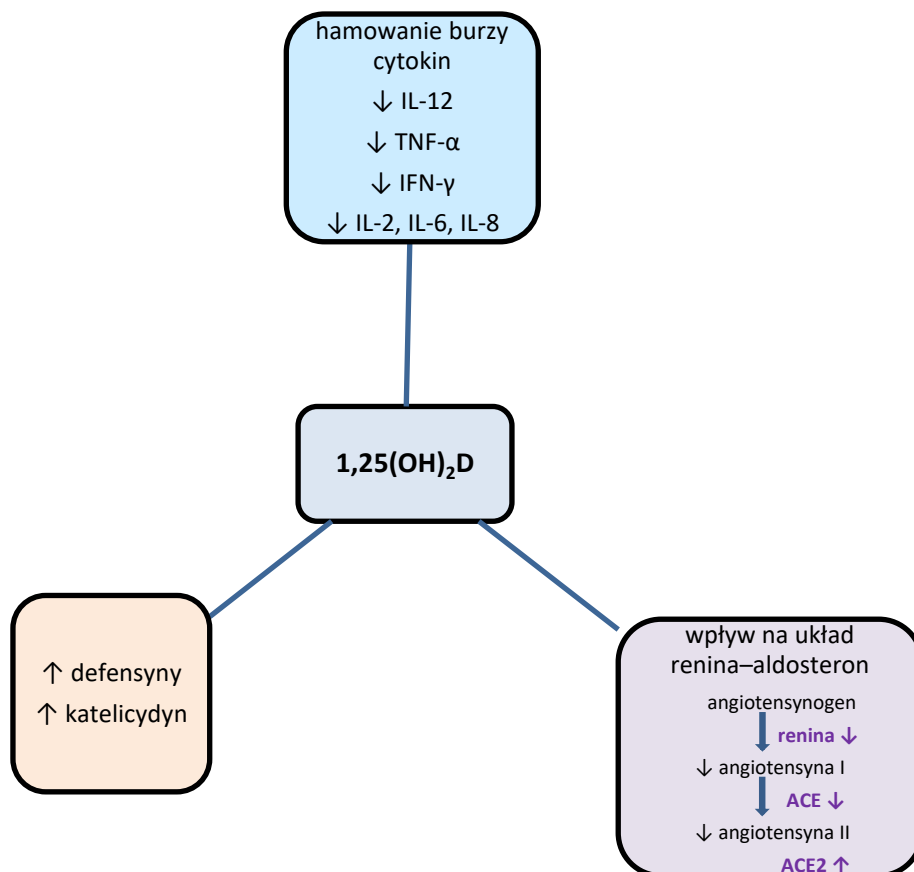 hamowanie burzy
cytokin
↓ IL-12
↓ TNF-α
↓ IFN-γ
↓ IL-2, IL-6, IL-8
1,25(OH)₂D
↑ defensyny
↑ katelicydyn
wpływ na układ
renina–aldosteron
angiotensynogen
renina ↓
↓ angiotensyna I
ACE ↓
↓ angiotensyna II
ACE2 ↑